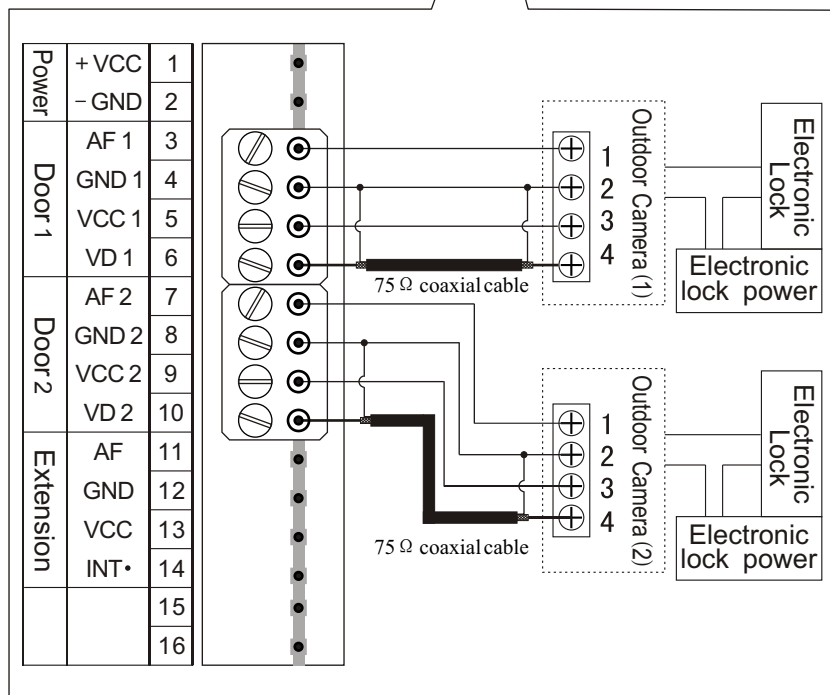 Power
+ VCC 1
- GND 2
Door 1
AF 1 3
GND 1 4
VCC 1 5
VD 1 6
Door 2
AF 2 7
GND 2 8
VCC 2 9
VD 2 10
Extension
AF 11
GND 12
VCC 13
INT• 14
15
16
75 Ω coaxial cable
1
2
3
4
Outdoor Camera (1)
Electronic
Lock
Electronic
lock power
75 Ω coaxial cable
1
2
3
4
Outdoor Camera (2)
Electronic
Lock
Electronic
lock power